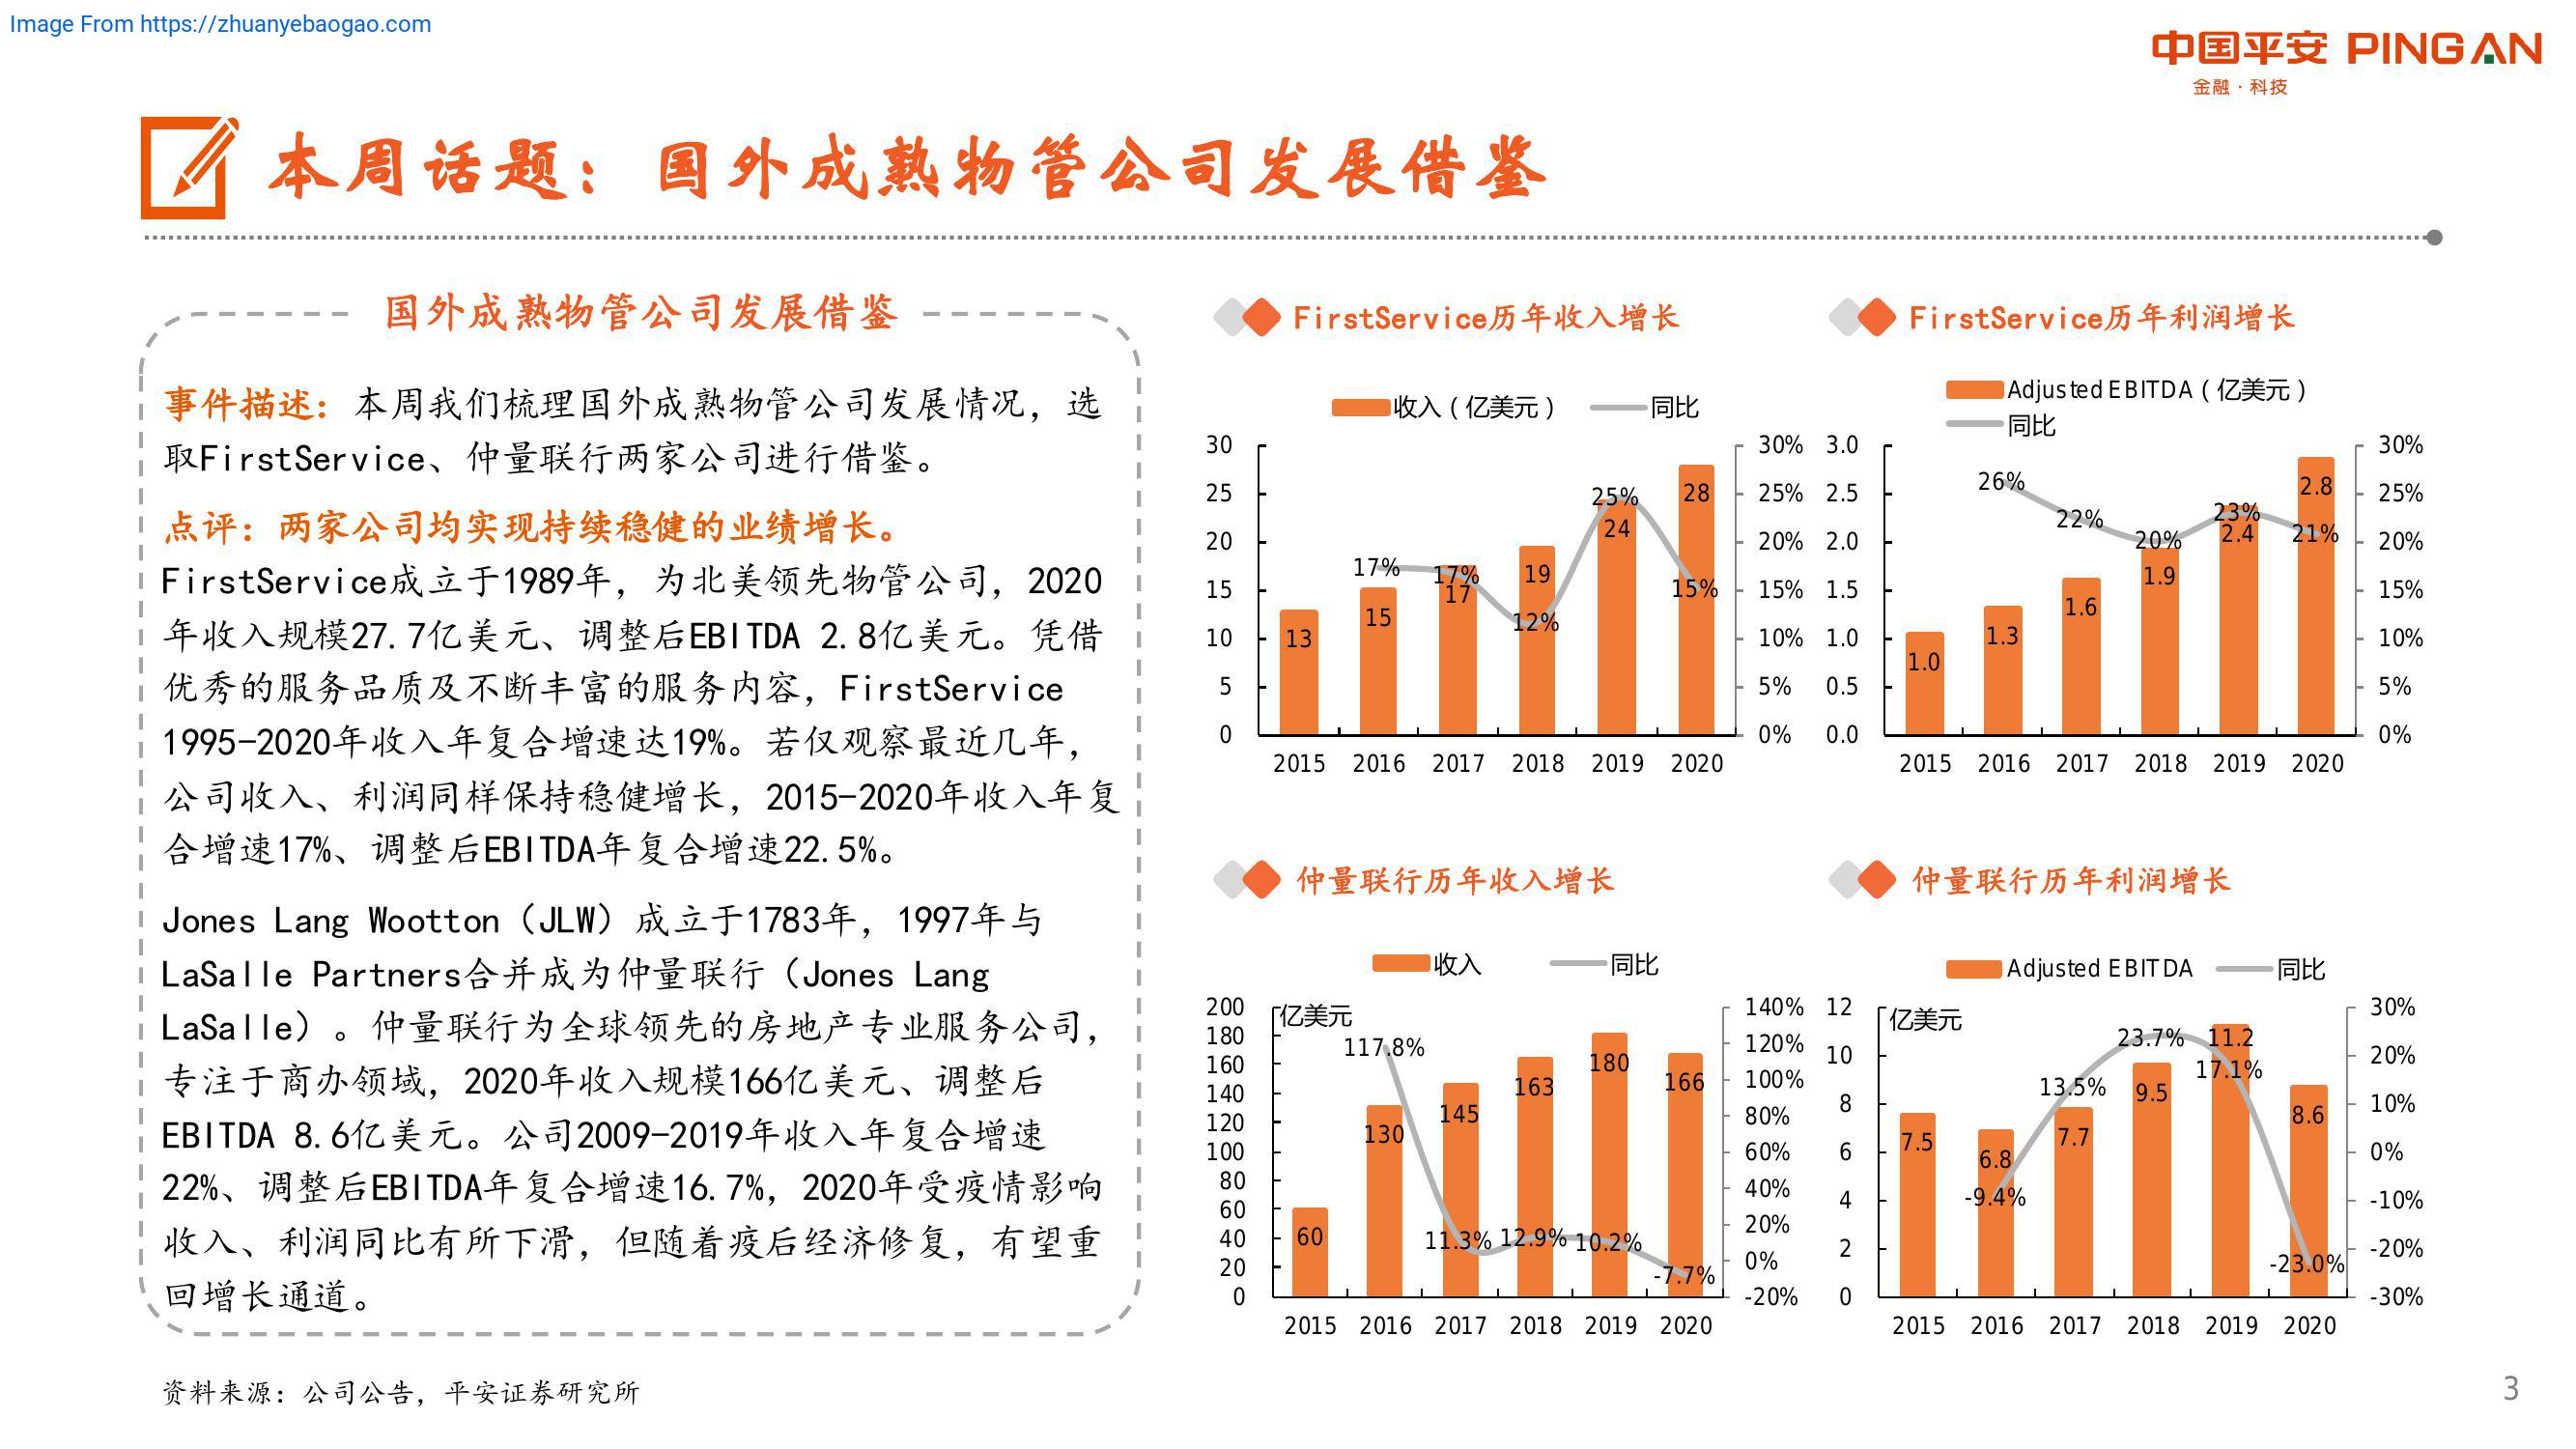 Image From https://zhuanyebaogao.com
中国平安 PINGAN
金融·科技
本周话题：国外成熟物管公司发展借鉴
国外成熟物管公司发展借鉴
事件描述：本周我们梳理国外成熟物管公司发展情况，选
取FirstService、仲量联行两家公司进行借鉴。
点评：两家公司均实现持续稳健的业绩增长。
FirstService成立于1989年，为北美领先物管公司，2020
年收入规模27.7亿美元、调整后EBITDA 2.8亿美元。凭借
优秀的服务品质及不断丰富的服务内容，FirstService
1995-2020年收入年复合增速达19%。若仅观察最近几年，
公司收入、利润同样保持稳健增长，2015-2020年收入年复
合增速17%、调整后EBITDA年复合增速22.5%。
Jones Lang Wootton（JLW）成立于1783年，1997年与
LaSalle Partners合并成为仲量联行（Jones Lang
LaSalle）。仲量联行为全球领先的房地产专业服务公司，
专注于商办领域，2020年收入规模166亿美元、调整后
EBITDA 8.6亿美元。公司2009-2019年收入年复合增速
22%、调整后EBITDA年复合增速16.7%，2020年受疫情影响
收入、利润同比有所下滑，但随着疫后经济修复，有望重
回增长通道。
FirstService历年收入增长
收入（亿美元） 同比
30 25 20 15 10 5 0
13 15 17 19 24 28
17% 17% 12% 25% 15%
30% 25% 20% 15% 10% 5% 0%
2015 2016 2017 2018 2019 2020
FirstService历年利润增长
Adjusted EBITDA（亿美元）
同比
3.0 2.5 2.0 1.5 1.0 0.5 0.0
1.0 1.3 1.6 1.9 2.4 2.8
26% 22% 20% 23% 21%
30% 25% 20% 15% 10% 5% 0%
2015 2016 2017 2018 2019 2020
仲量联行历年收入增长
收入 同比
亿美元
200 180 160 140 120 100 80 60 40 20 0
60 130 145 163 180 166
117.8% 11.3% 12.9% 10.2% -7.7%
140% 120% 100% 80% 60% 40% 20% 0% -20%
2015 2016 2017 2018 2019 2020
仲量联行历年利润增长
Adjusted EBITDA 同比
亿美元
12 10 8 6 4 2 0
7.5 6.8 7.7 9.5 11.2 8.6
-9.4% 13.5% 23.7% 17.1% -23.0%
30% 20% 10% 0% -10% -20% -30%
2015 2016 2017 2018 2019 2020
资料来源：公司公告，平安证券研究所
3